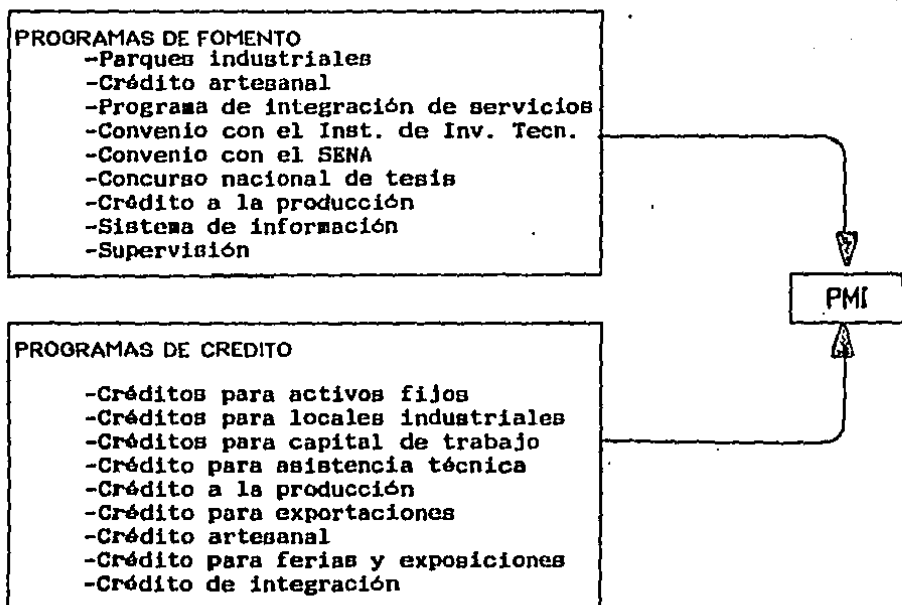 PROGRAMAS DE FOMENTO
-Parques industriales
-Crédito artesanal
-Programa de integración de servicios
-Convenio con el Inst. de Inv. Tecn.
-Convenio con el SENA
-Concurso nacional de tesis
-Crédito a la producción
-Sistema de información
-Supervisión
PMI
PROGRAMAS DE CREDITO
-Créditos para activos fijos
-Créditos para locales industriales
-Créditos para capital de trabajo
-Crédito para asistencia técnica
-Crédito a la producción
-Crédito para exportaciones
-Crédito artesanal
-Crédito para ferias y exposiciones
-Crédito de integración